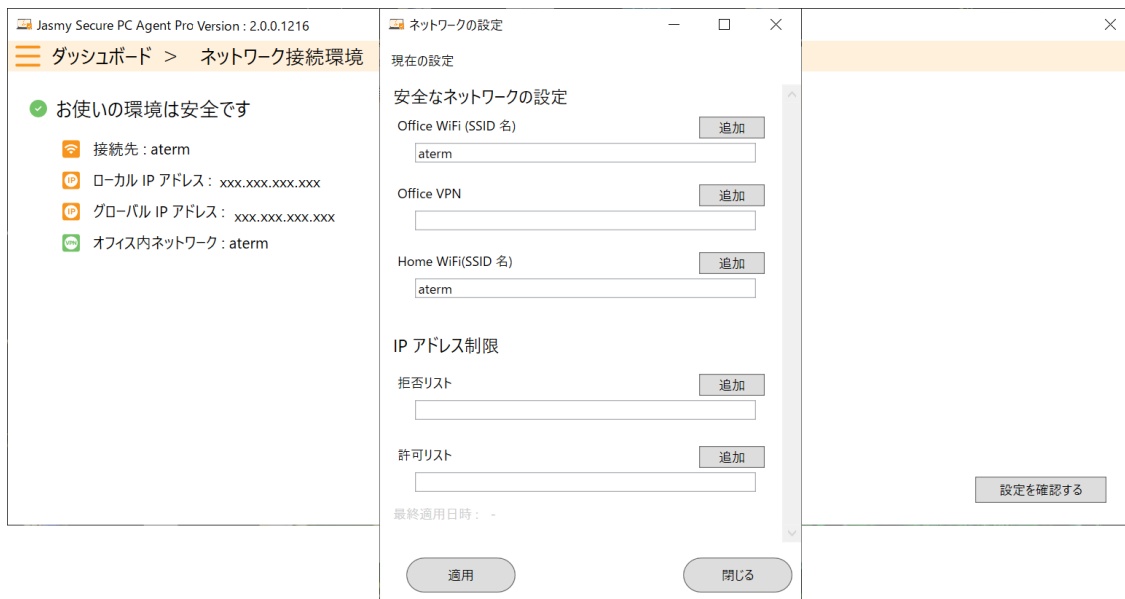 Jasmy Secure PC Agent Pro Version : 2.0.0.1216
ダッシュボード > ネットワーク接続環境
お使いの環境は安全です
接続先 : aterm
ローカル IP アドレス : xxx.xxx.xxx.xxx
グローバル IP アドレス : xxx.xxx.xxx.xxx
オフィス内ネットワーク : aterm
ネットワークの設定
現在の設定
安全なネットワークの設定
Office WiFi (SSID 名) 追加
aterm
Office VPN 追加
Home WiFi(SSID 名) 追加
aterm
IP アドレス制限
拒否リスト 追加
許可リスト 追加
最終適用日時 : -
適用 閉じる
設定を確認する